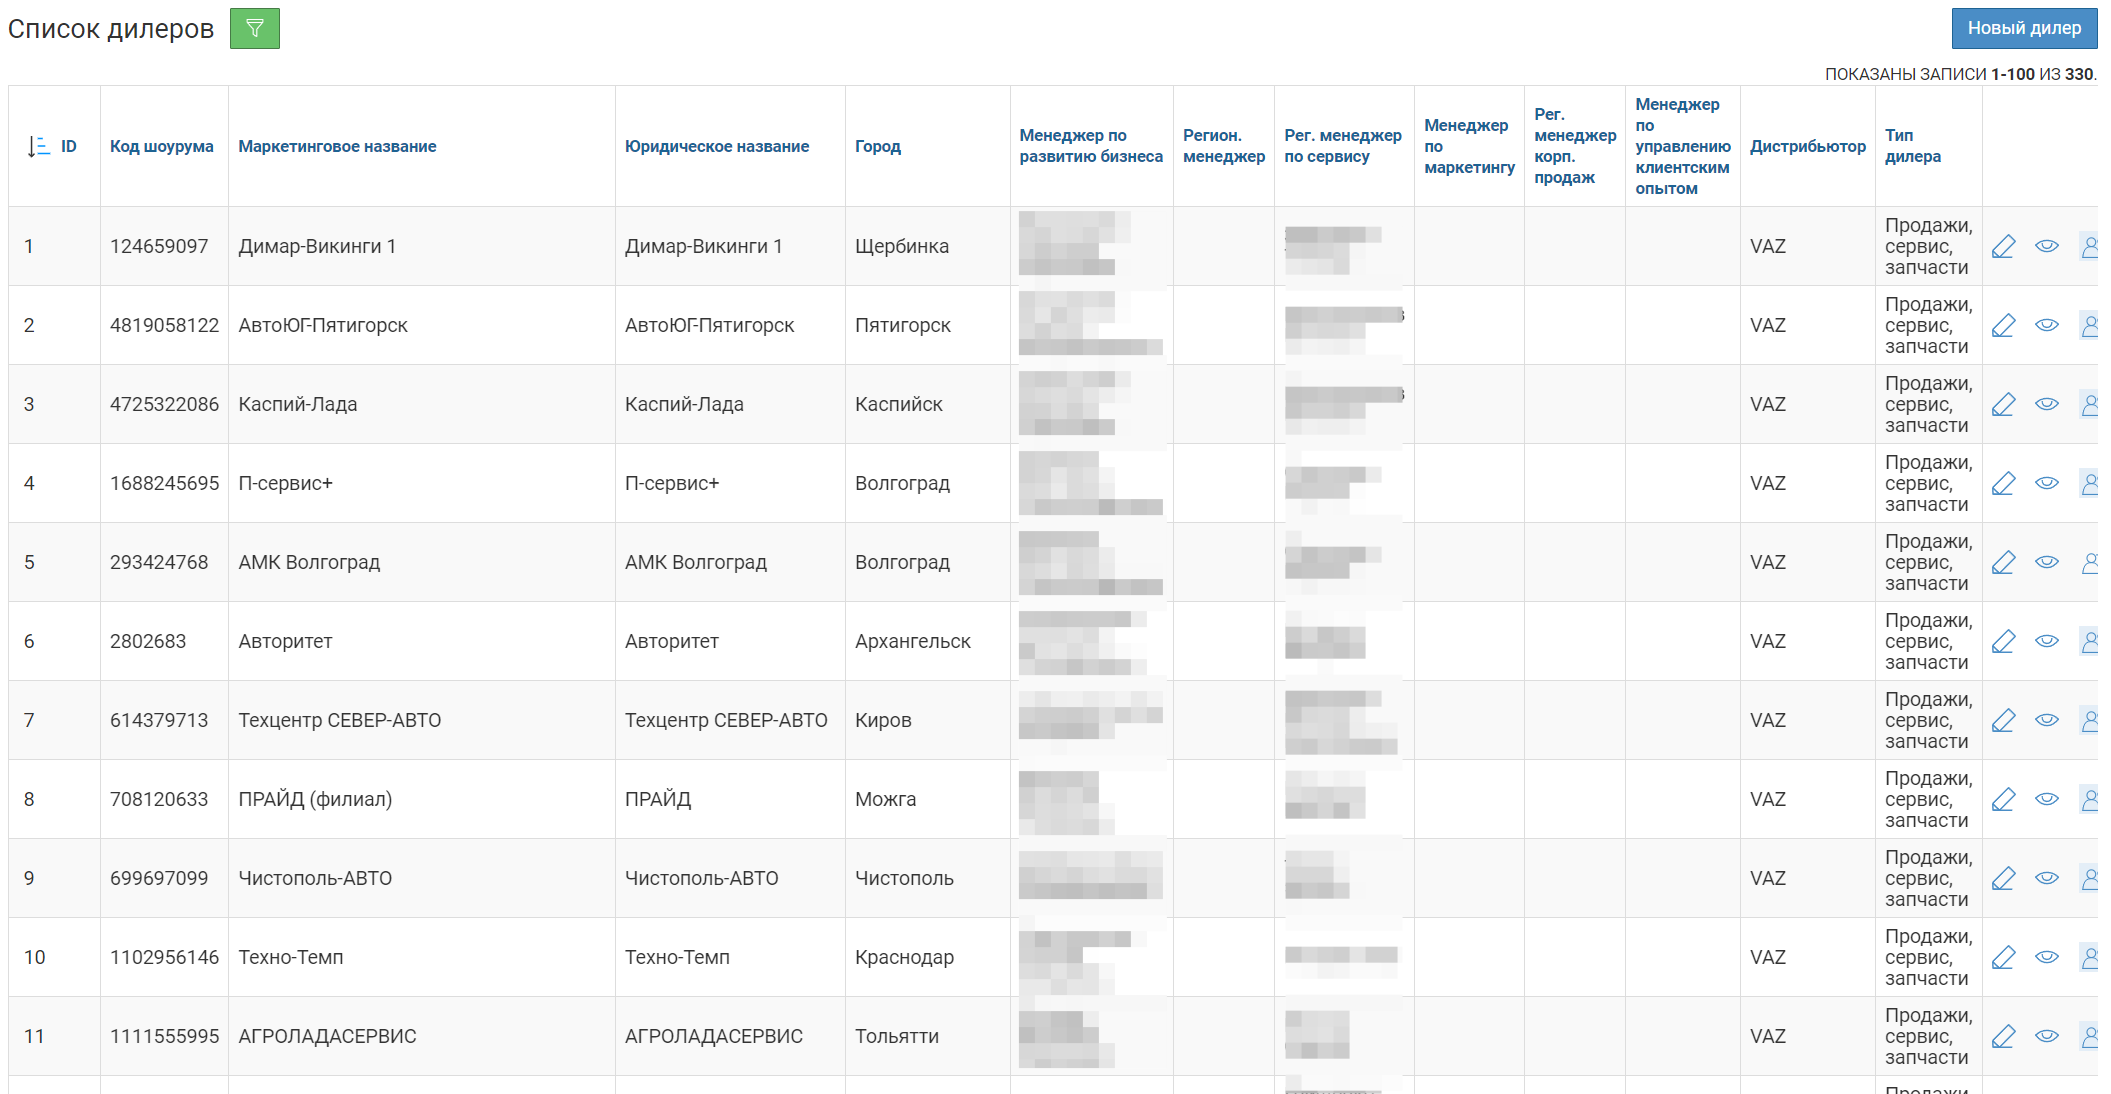 Список дилеров
Новый дилер
ПОКАЗАНЫ ЗАПИСИ 1-100 ИЗ 330.
ID Код шоурума Маркетинговое название Юридическое название Город Менеджер по развитию бизнеса Регион. менеджер Рег. менеджер по сервису Менеджер по маркетингу Рег. менеджер корп. продаж Менеджер по управлению клиентским опытом Дистрибьютор Тип дилера
1 124659097 Димар-Викинги 1 Димар-Викинги 1 Щербинка VAZ Продажи, сервис, запчасти
2 4819058122 АвтоЮГ-Пятигорск АвтоЮГ-Пятигорск Пятигорск VAZ Продажи, сервис, запчасти
3 4725322086 Каспий-Лада Каспий-Лада Каспийск VAZ Продажи, сервис, запчасти
4 1688245695 П-сервис+ П-сервис+ Волгоград VAZ Продажи, сервис, запчасти
5 293424768 АМК Волгоград АМК Волгоград Волгоград VAZ Продажи, сервис, запчасти
6 2802683 Авторитет Авторитет Архангельск VAZ Продажи, сервис, запчасти
7 614379713 Техцентр СЕВЕР-АВТО Техцентр СЕВЕР-АВТО Киров VAZ Продажи, сервис, запчасти
8 708120633 ПРАЙД (филиал) ПРАЙД Можга VAZ Продажи, сервис, запчасти
9 699697099 Чистополь-АВТО Чистополь-АВТО Чистополь VAZ Продажи, сервис, запчасти
10 1102956146 Техно-Темп Техно-Темп Краснодар VAZ Продажи, сервис, запчасти
11 1111555995 АГРОЛАДАСЕРВИС АГРОЛАДАСЕРВИС Тольятти VAZ Продажи, сервис, запчасти